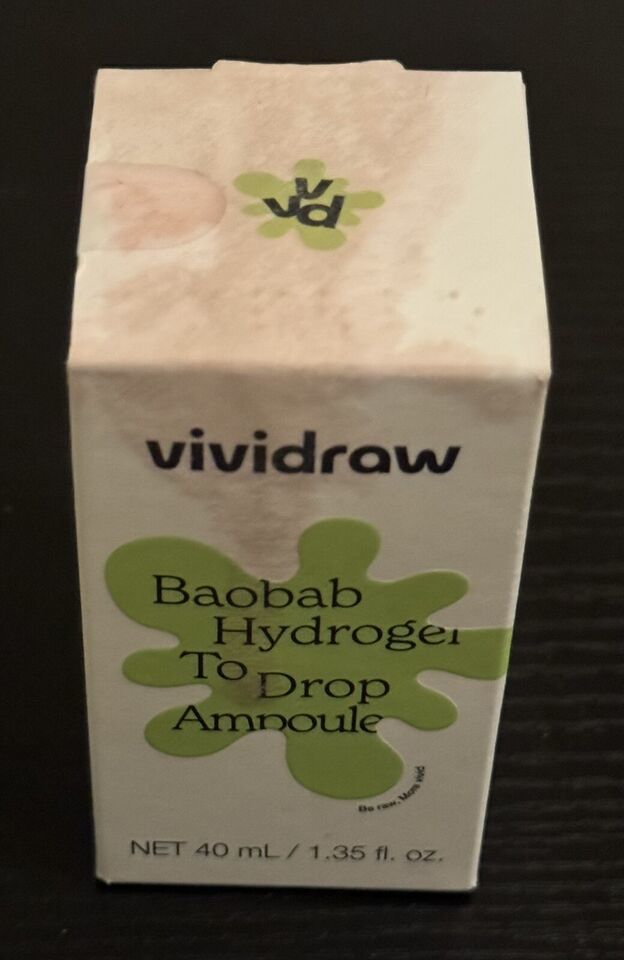 vvd
vividraw
Baobab
Hydrogel
To Drop
Ampoule
Be raw, More vivid
NET 40 mL / 1.35 fl. oz.